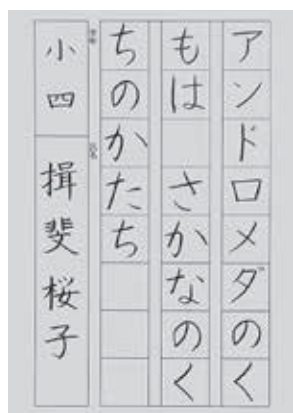 アンドロメダのく
もは　さかなのく
ちのかたち
小四
揖斐桜子